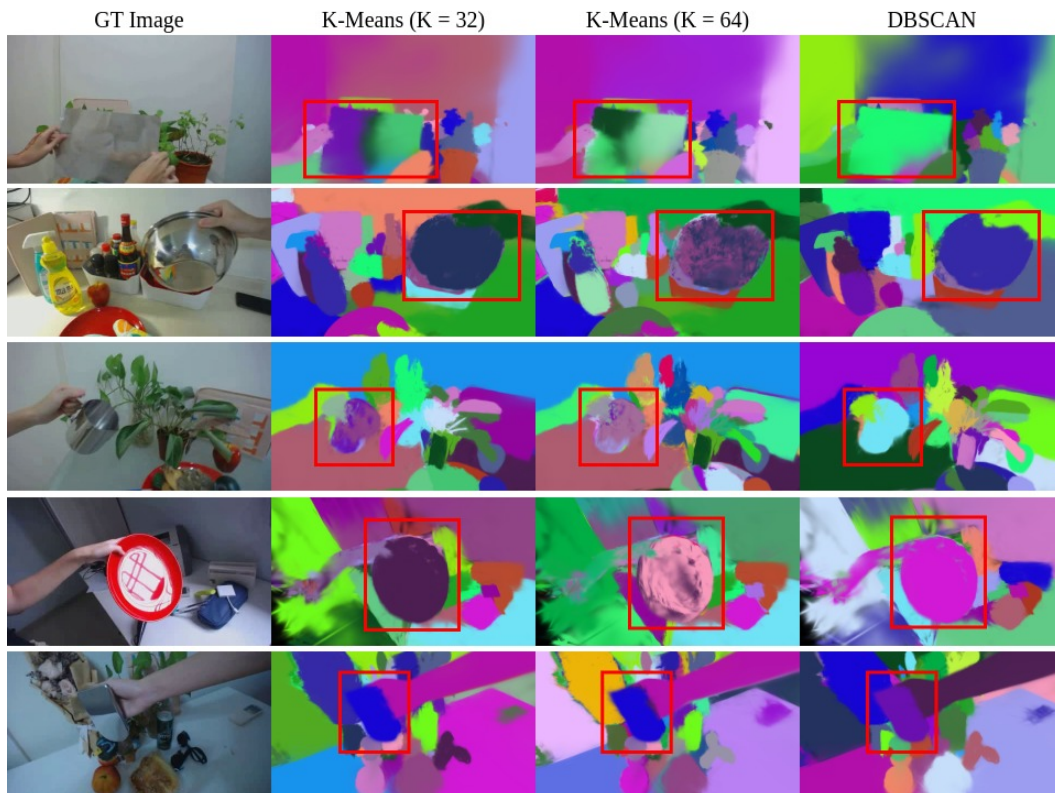 GT Image K-Means (K = 32) K-Means (K = 64) DBSCAN